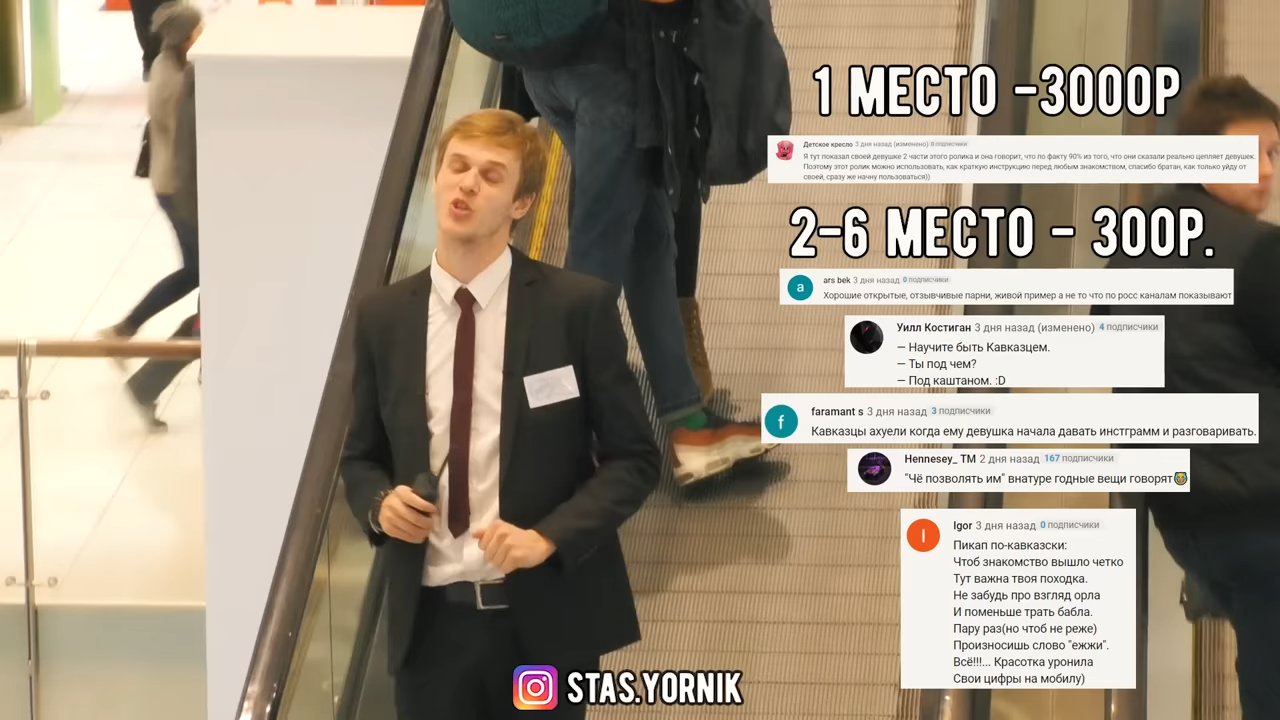 1 МЕСТО -3000Р
Детское кресло 3 дня назад (изменено) 0 подписчики
Я тут показал своей девушке 2 части этого ролика и она говорит, что по факту 90% из того, что они сказали реально цепляет девушек.
Поэтому этот ролик можно использовать, как краткую инструкцию перед любым знакомством, спасибо братан, как только уйду от
своей, сразу же начну пользоваться))
2-6 МЕСТО - 300Р.
a
ars bek 3 дня назад 0 подписчики
Хорошие открытые, отзывчивые парни, живой пример а не то что по росс каналам показывают
Уилл Костиган 3 дня назад (изменено) 4 подписчики
— Научите быть Кавказцем.
— Ты под чем?
— Под каштаном. :D
f
faramant s 3 дня назад 3 подписчики
Кавказцы ахуели когда ему девушка начала давать инстграмм и разговаривать.
Hennesey_ TM 2 дня назад 167 подписчики
"Чё позволять им" внатуре годные вещи говорят
I
Igor 3 дня назад 0 подписчики
Пикап по-кавказски:
Чтоб знакомство вышло четко
Тут важна твоя походка.
Не забудь про взгляд орла
И поменьше трать бабла.
Пару раз(но чтоб не реже)
Произносишь слово "ежжи".
Всё!!!... Красотка уронила
Свои цифры на мобилу)
STAS.YORNIK